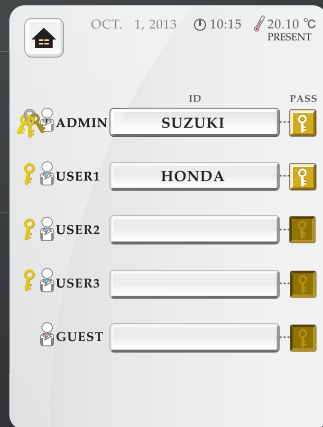 OCT. 1, 2013 10:15 20.10 ℃
PRESENT
ID PASS
ADMIN SUZUKI
USER1 HONDA
USER2
USER3
GUEST